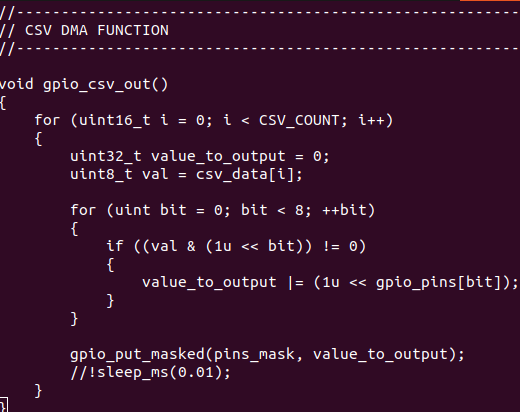 //---------------------------------------------------------
// CSV DMA FUNCTION
//---------------------------------------------------------
void gpio_csv_out()
{
    for (uint16_t i = 0; i < CSV_COUNT; i++)
    {
        uint32_t value_to_output = 0;
        uint8_t val = csv_data[i];
        for (uint bit = 0; bit < 8; ++bit)
        {
            if ((val & (1u << bit)) != 0)
            {
                value_to_output |= (1u << gpio_pins[bit]);
            }
        }
        gpio_put_masked(pins_mask, value_to_output);
        //!sleep_ms(0.01);
    }
}